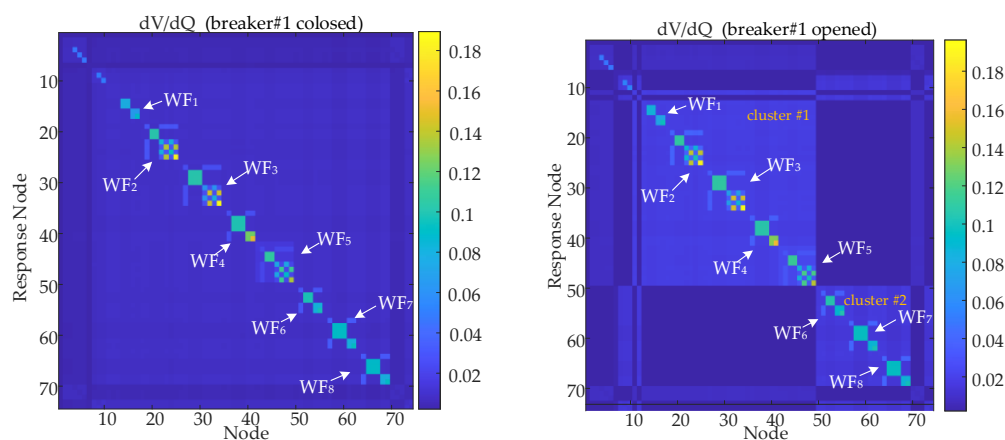 dV/dQ (breaker#1 colosed)
Response Node
10
20
30
40
50
60
70
WF1
WF2
WF3
WF4
WF5
WF6
WF7
WF8
10 20 30 40 50 60 70
Node
0.18
0.16
0.14
0.12
0.1
0.08
0.06
0.04
0.02
dV/dQ (breaker#1 opened)
Response Node
10
20
30
40
50
60
70
WF1
cluster #1
WF2
WF3
WF4
WF5
cluster #2
WF6
WF7
WF8
10 20 30 40 50 60 70
Node
0.18
0.16
0.14
0.12
0.1
0.08
0.06
0.04
0.02